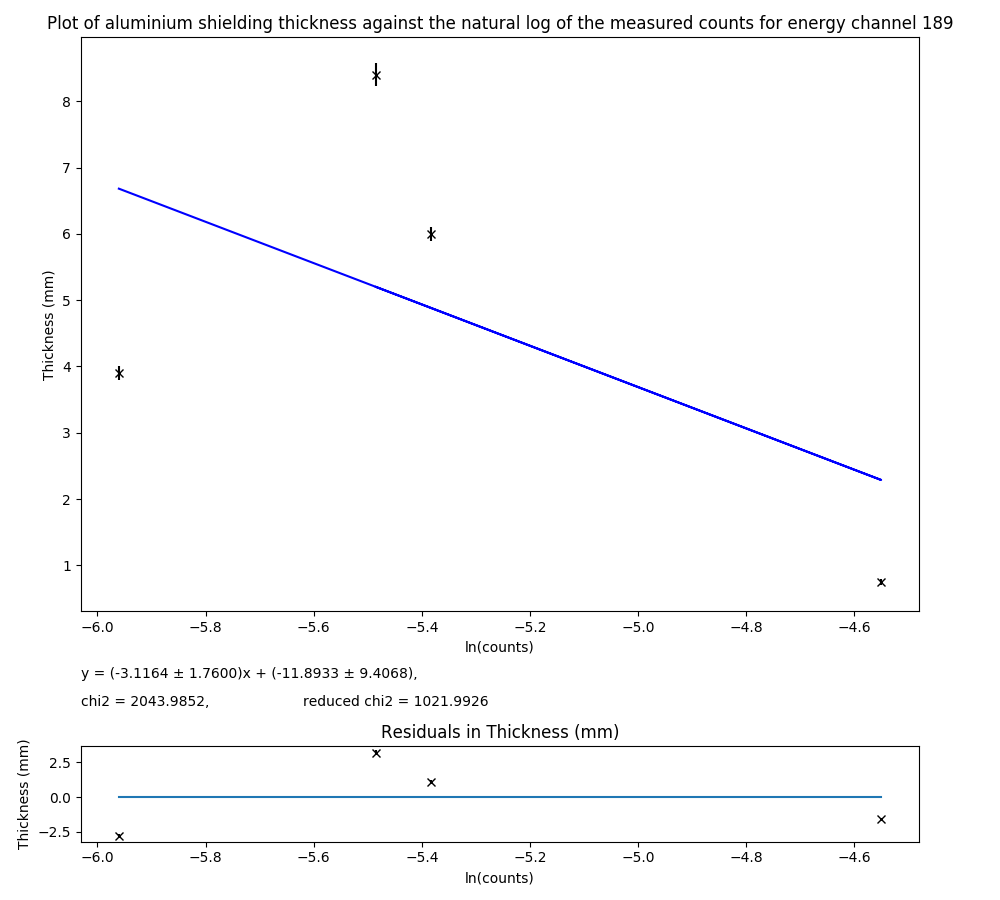 Plot of aluminium shielding thickness against the natural log of the measured counts for energy channel 189
Thickness (mm)
8
7
6
5
4
3
2
1
−6.0 −5.8 −5.6 −5.4 −5.2 −5.0 −4.8 −4.6
ln(counts)
y = (-3.1164 ± 1.7600)x + (-11.8933 ± 9.4068),
chi2 = 2043.9852, reduced chi2 = 1021.9926
Residuals in Thickness (mm)
Thickness (mm)
2.5
0.0
−2.5
−6.0 −5.8 −5.6 −5.4 −5.2 −5.0 −4.8 −4.6
ln(counts)